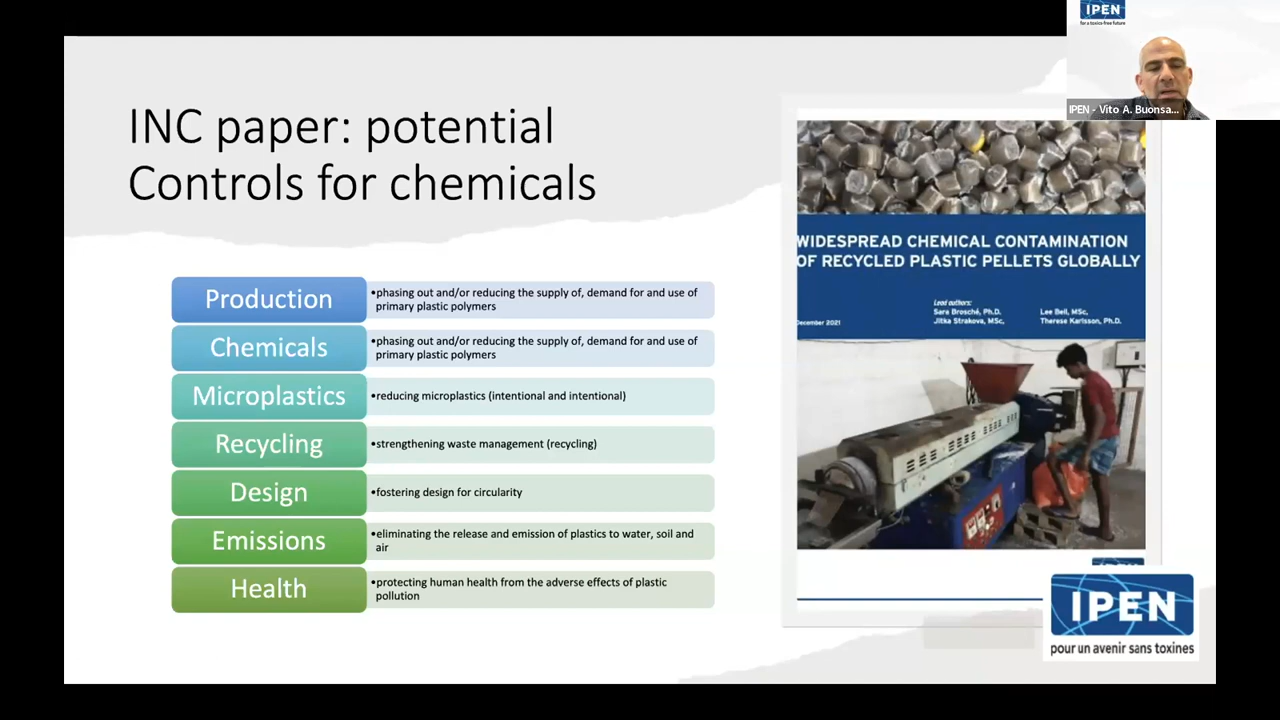 IPEN
for a toxics-free future
IPEN - Vito A. Buonsa...
INC paper: potential
Controls for chemicals
Production
•phasing out and/or reducing the supply of, demand for and use of
primary plastic polymers
Chemicals
•phasing out and/or reducing the supply of, demand for and use of
primary plastic polymers
Microplastics
•reducing microplastics (intentional and intentional)
Recycling
•strengthening waste management (recycling)
Design
•fostering design for circularity
Emissions
•eliminating the release and emission of plastics to water, soil and
air
Health
•protecting human health from the adverse effects of plastic
pollution
WIDESPREAD CHEMICAL CONTAMINATION
OF RECYCLED PLASTIC PELLETS GLOBALLY
Lead authors:
Sara Brosché, Ph.D.
Jitka Strakova, MSc,
Lee Bell, MSc,
Therese Karlsson, Ph.D.
December 2021
IPEN
pour un avenir sans toxines